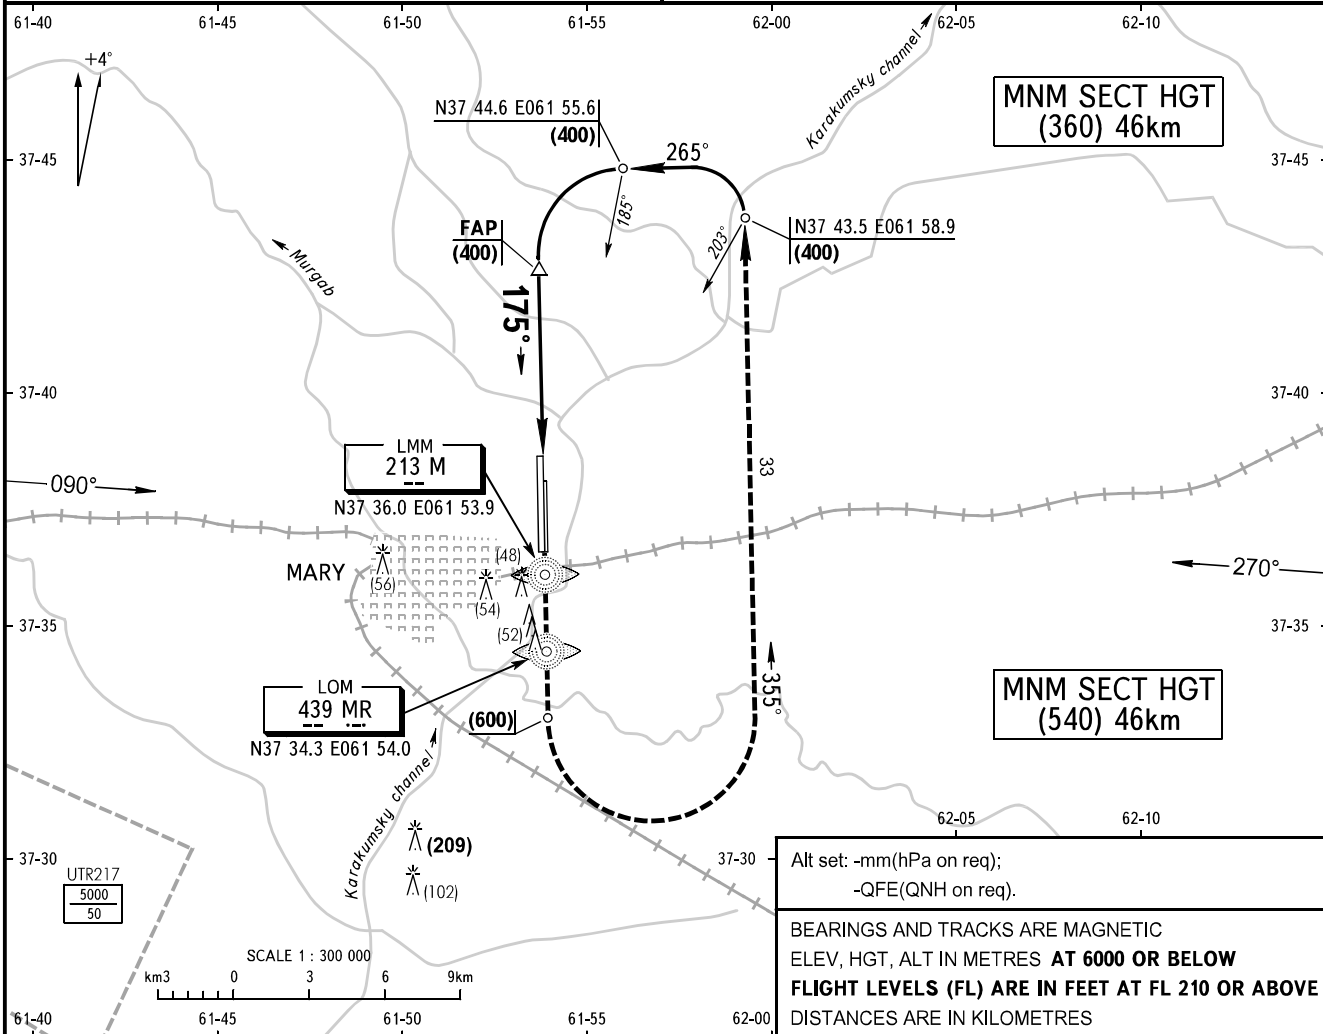 61-40 61-45 61-50 61-55 62-00 62-05 62-10
+4°
Karakumsky channel
MNM SECT HGT
(360) 46km
N37 44.6 E061 55.6
(400)
265°
37-45 37-45
185°
203°
N37 43.5 E061 58.9
(400)
FAP
(400)
Murgab
175°
37-40 37-40
LMM
213 M
N37 36.0 E061 53.9
33
090°
MARY
(56)
(48)
(54)
270°
(52)
37-35 37-35
LOM
439 MR
N37 34.3 E061 54.0
(600)
355°
MNM SECT HGT
(540) 46km
Karakumsky channel
62-05 62-10
(209)
(102)
37-30 37-30
UTR217
5000
50
Alt set: -mm(hPa on req);
-QFE(QNH on req).
BEARINGS AND TRACKS ARE MAGNETIC
ELEV, HGT, ALT IN METRES AT 6000 OR BELOW
FLIGHT LEVELS (FL) ARE IN FEET AT FL 210 OR ABOVE
DISTANCES ARE IN KILOMETRES
SCALE 1 : 300 000
km3 0 3 6 9km
61-40 61-45 61-50 61-55 62-00